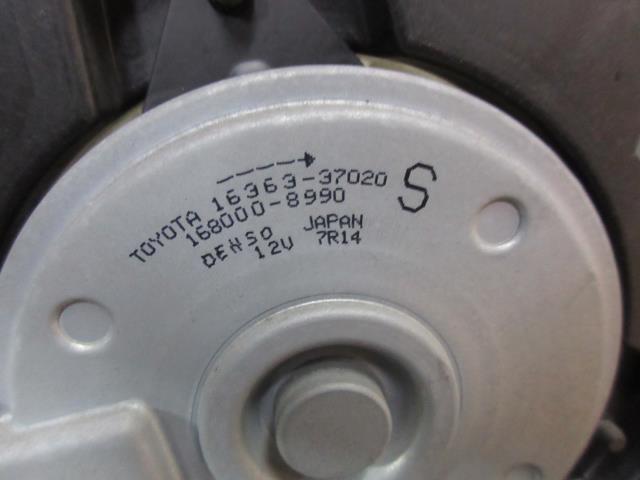 TOYOTA 16363-37020
168000-8990
DENSO JAPAN
12V 7R14
S